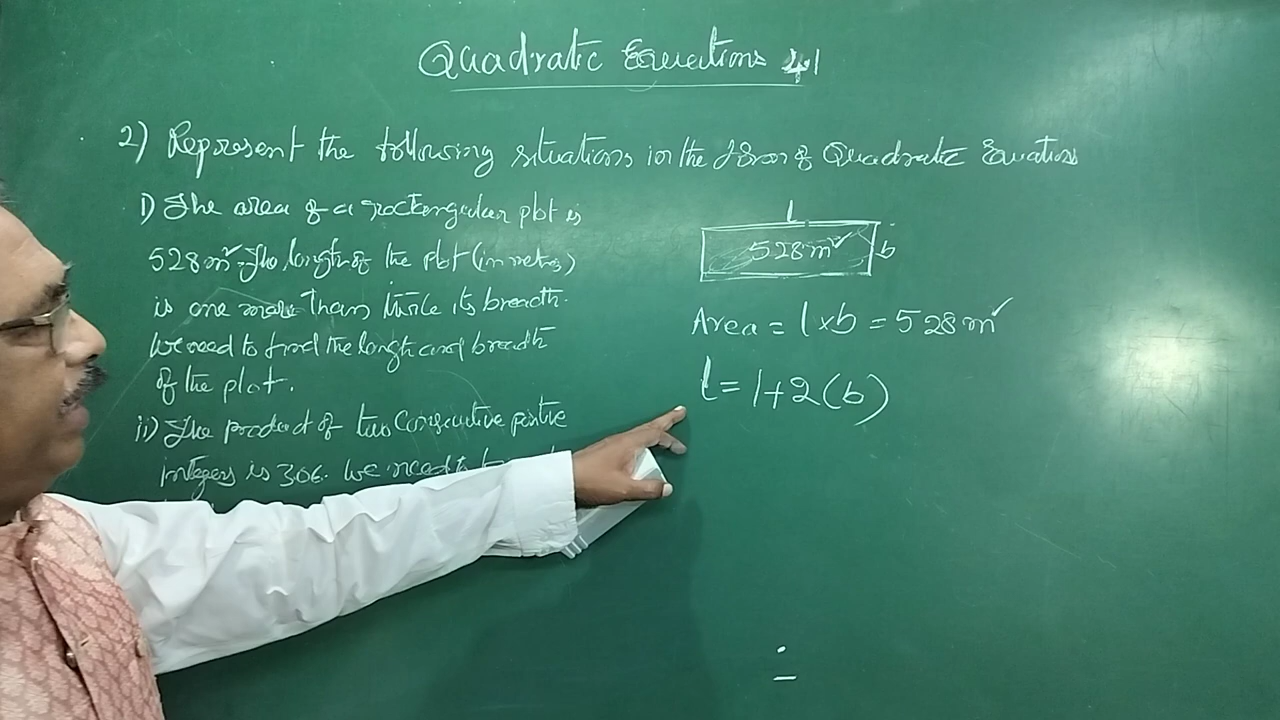 Quadratic Equations 4.1
2) Represent the following situations in the form of Quadratic Equations
i) The area of a rectangular plot is
528m². The length of the plot (in metres)
is one more than twice its breadth.
We need to find the length and breadth
of the plot.
ii) The product of two Consecutive positive
integers is 306. We need to
l
528m²
b
Area = l×b = 528m²
l = 1+2(b)